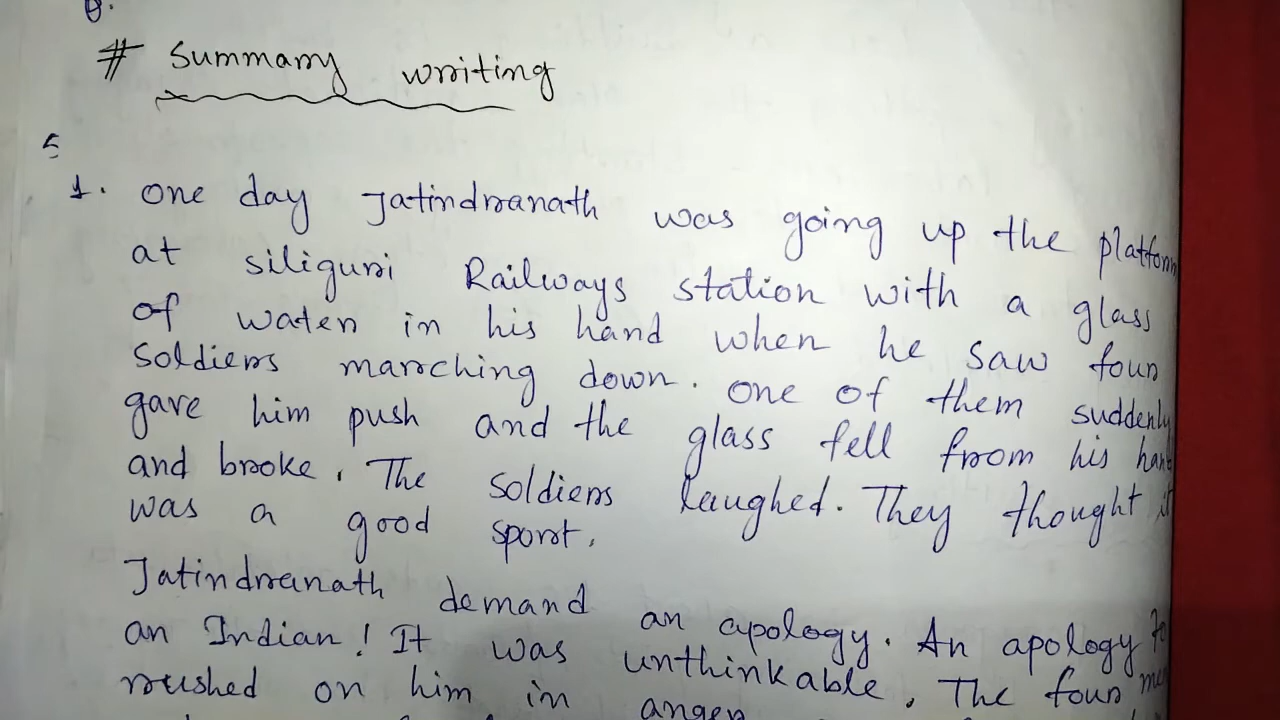 # Summary writing
5
1. One day Jatindranath was going up the platform
at siliguri Railways station with a glass
of water in his hand when he saw four
soldiers marching down. One of them suddenly
gave him push and the glass fell from his hand
and broke. The soldiers laughed. They thought it
was a good sport.
Jatindranath demand an apology. An apology
an Indian! It was unthinkable. The four men
rushed on him in anger